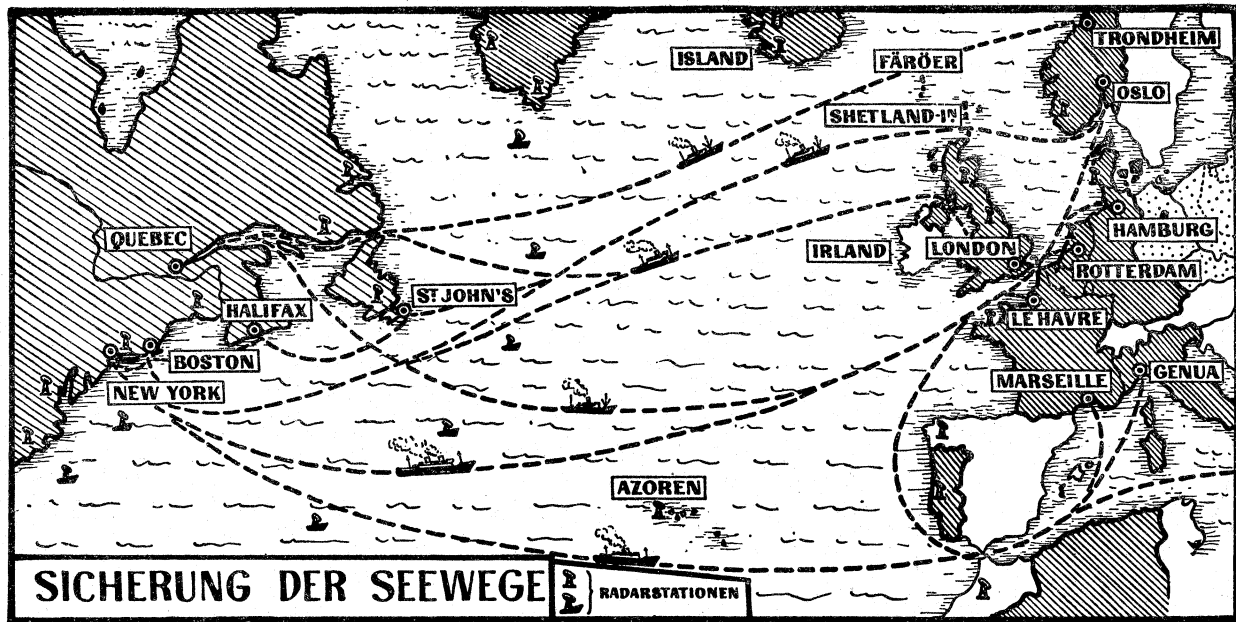 TRONDHEIM
ISLAND
FÄRÖER
OSLO
SHETLAND-IN
QUEBEC
IRLAND
LONDON
HAMBURG
ROTTERDAM
ST. JOHN'S
HALIFAX
LE HAVRE
BOSTON
GENUA
NEW YORK
MARSEILLE
AZOREN
SICHERUNG DER SEEWEGE
RADARSTATIONEN